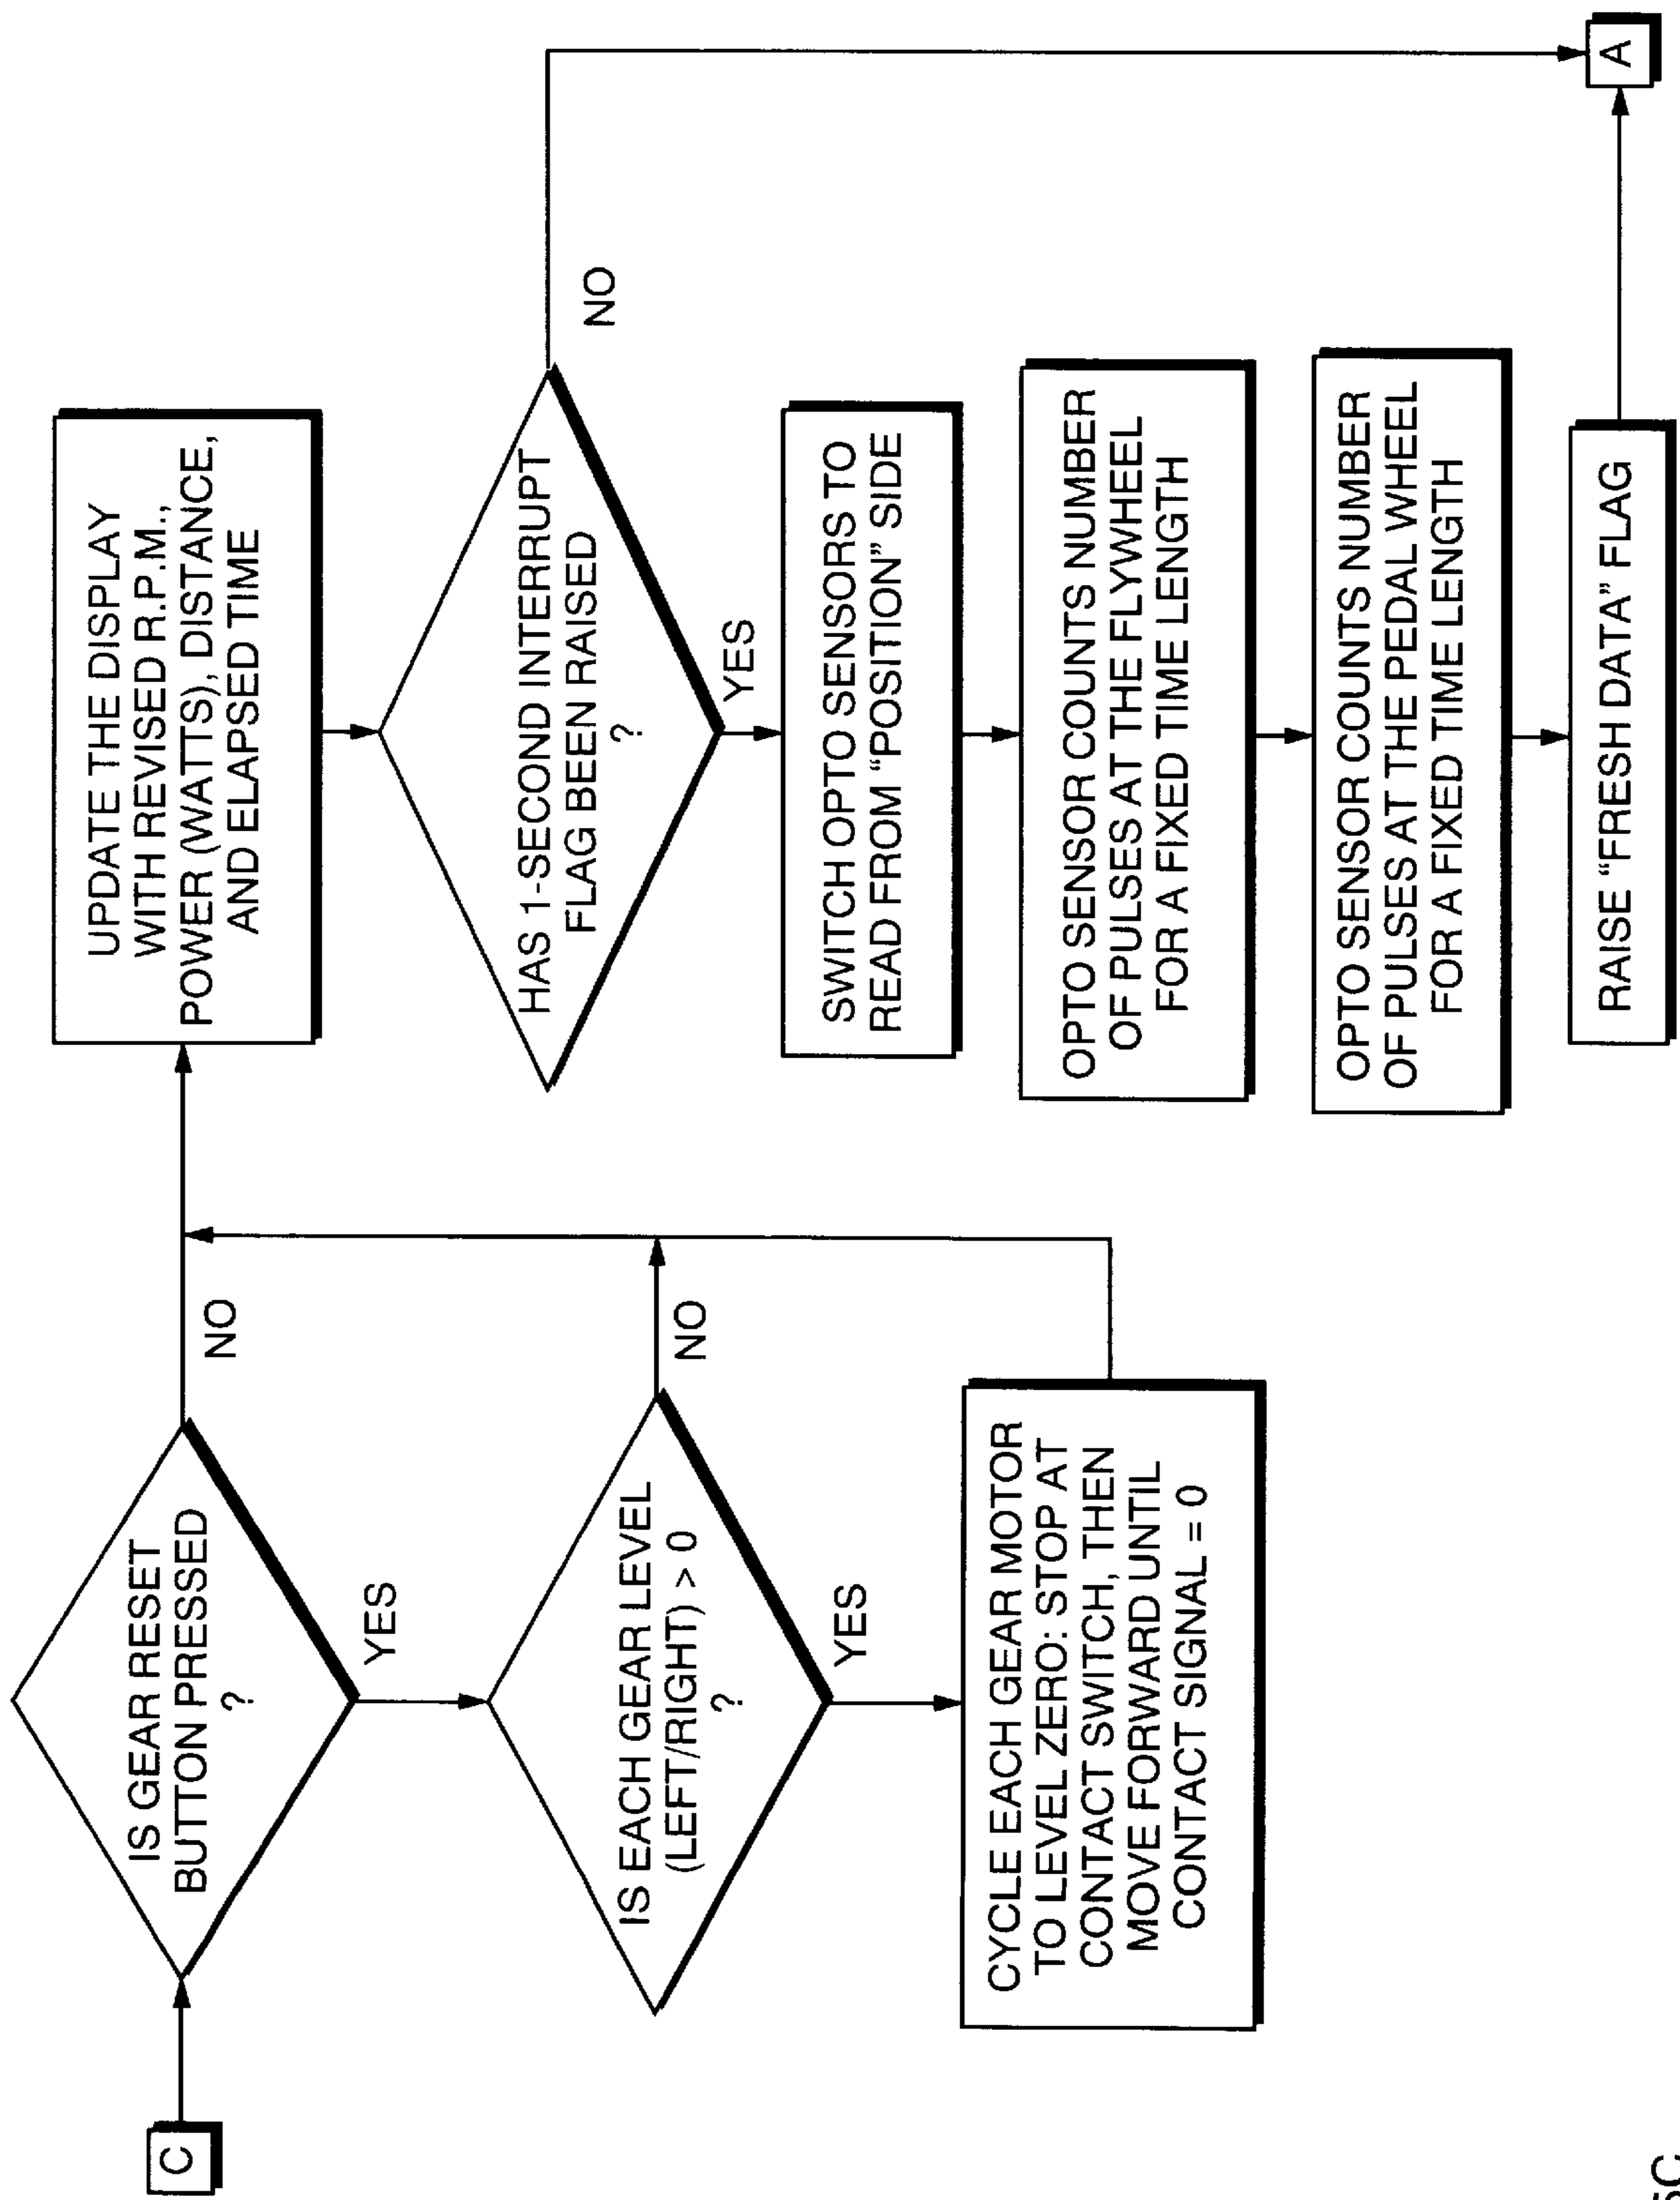 C
IS GEAR RESET
BUTTON PRESSED
?
NO
YES
IS EACH GEAR LEVEL
(LEFT/RIGHT) > 0
?
NO
YES
CYCLE EACH GEAR MOTOR
TO LEVEL ZERO: STOP AT
CONTACT SWITCH, THEN
MOVE FORWARD UNTIL
CONTACT SIGNAL = 0
UPDATE THE DISPLAY
WITH REVISED R.P.M.,
POWER (WATTS), DISTANCE,
AND ELAPSED TIME
HAS 1-SECOND INTERRUPT
FLAG BEEN RAISED
?
NO
YES
SWITCH OPTO SENSORS TO
READ FROM “POSITION” SIDE
OPTO SENSOR COUNTS NUMBER
OF PULSES AT THE FLYWHEEL
FOR A FIXED TIME LENGTH
OPTO SENSOR COUNTS NUMBER
OF PULSES AT THE PEDAL WHEEL
FOR A FIXED TIME LENGTH
RAISE “FRESH DATA” FLAG
A